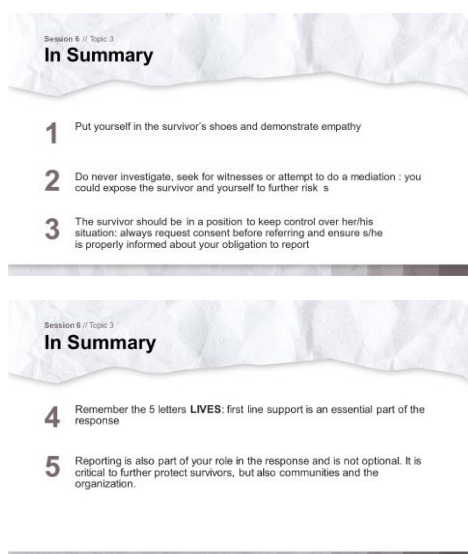 Session 6 // Topic 3
In Summary
1 Put yourself in the survivor's shoes and demonstrate empathy
2 Do never investigate, seek for witnesses or attempt to do a mediation : you
could expose the survivor and yourself to further risk s
3 The survivor should be in a position to keep control over her/his
situation: always request consent before referring and ensure s/he
is properly informed about your obligation to report
Session 6 // Topic 3
In Summary
4 Remember the 5 letters LIVES: first line support is an essential part of the
response
5 Reporting is also part of your role in the response and is not optional. It is
critical to further protect survivors, but also communities and the
organization.